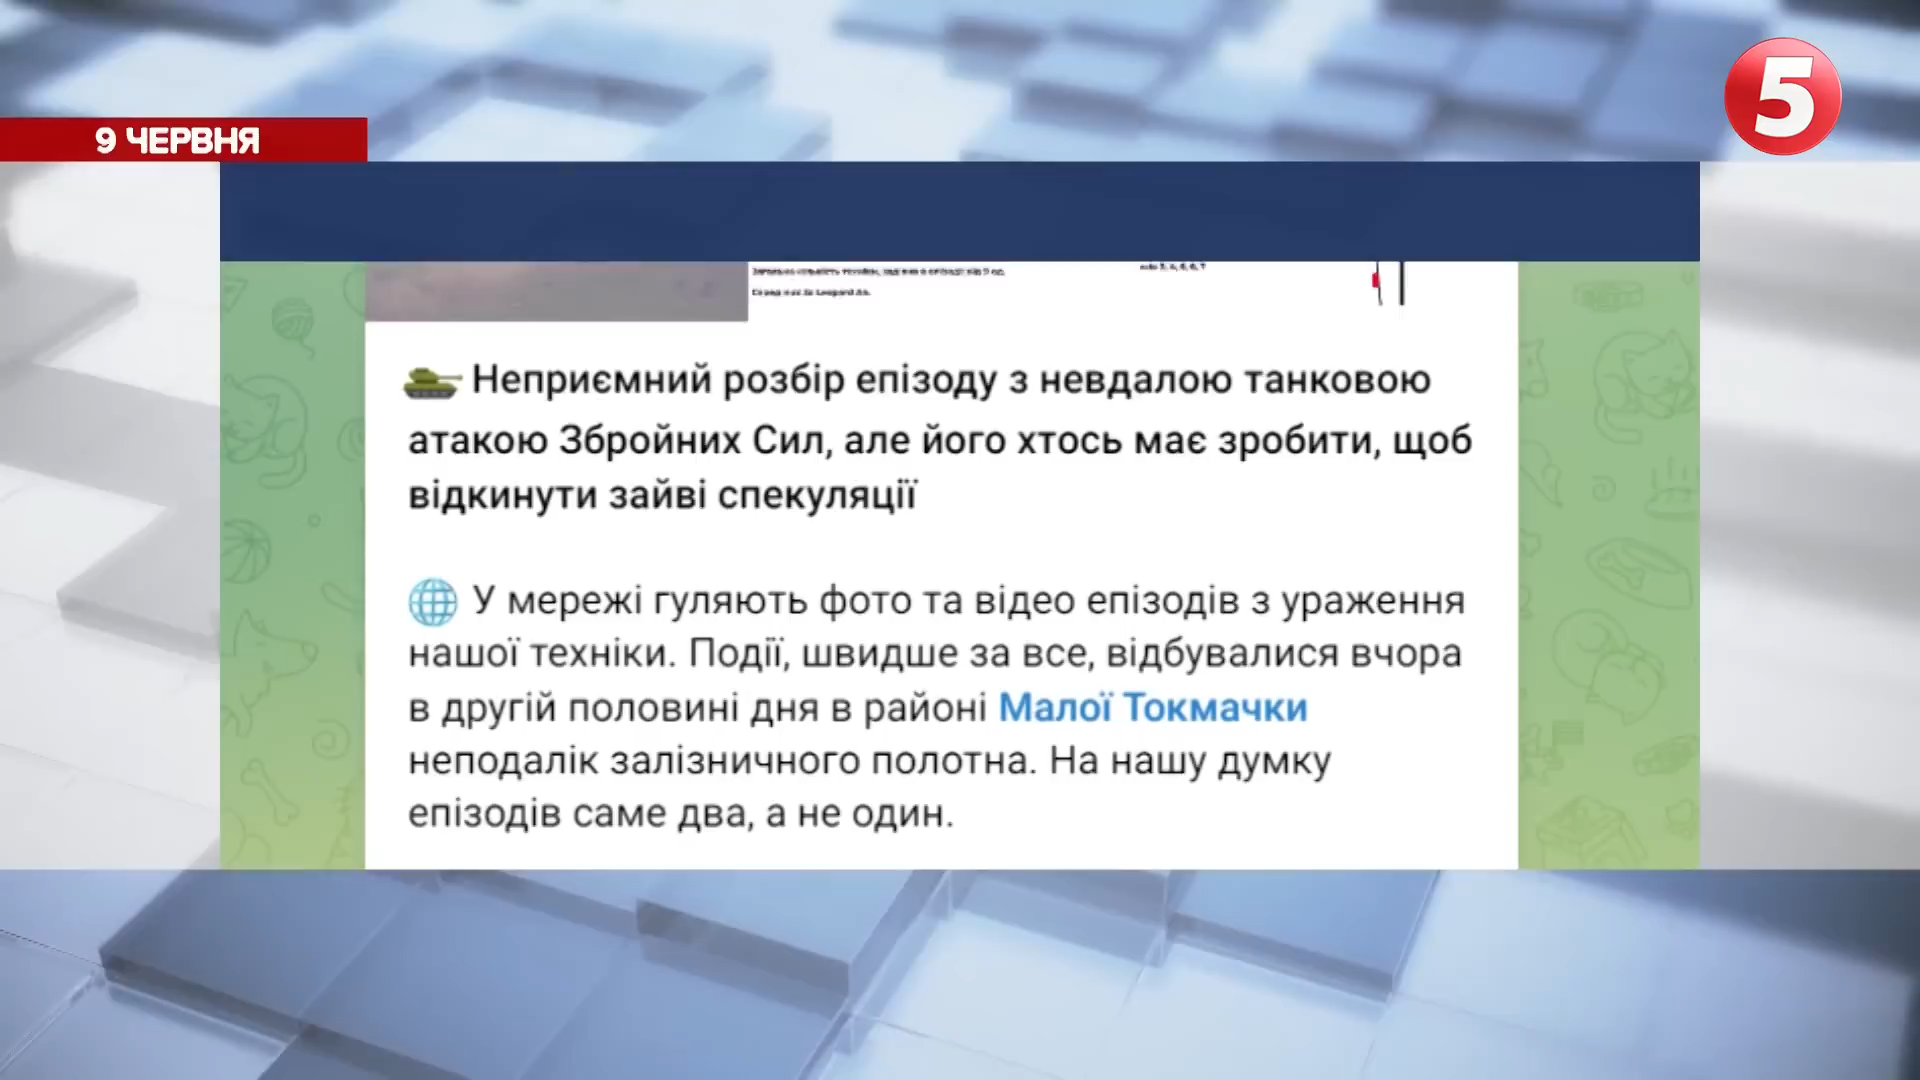 9 ЧЕРВНЯ
5
Неприємний розбір епізоду з невдалою танковою
атакою Збройних Сил, але його хтось має зробити, щоб
відкинути зайві спекуляції
У мережі гуляють фото та відео епізодів з ураження
нашої техніки. Події, швидше за все, відбувалися вчора
в другій половині дня в районі Малої Токмачки
неподалік залізничного полотна. На нашу думку
епізодів саме два, а не один.